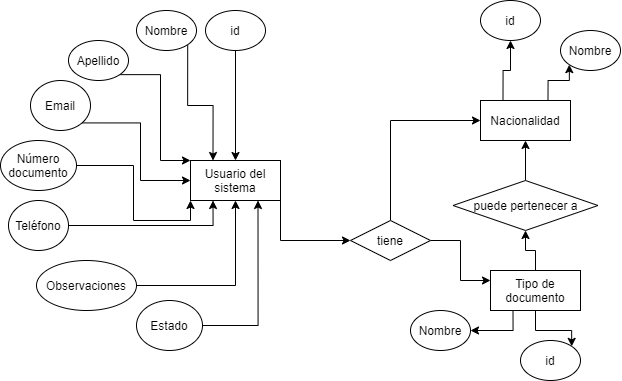 Nombre
id
Apellido
Email
Número
documento
Teléfono
Observaciones
Estado
Usuario del
sistema
tiene
id
Nombre
Nacionalidad
puede pertenecer a
Tipo de
documento
Nombre
id